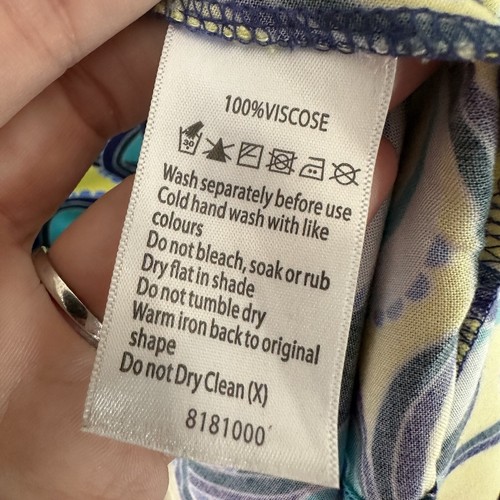 100%VISCOSE
30
Wash separately before use
Cold hand wash with like
colours
Do not bleach, soak or rub
Dry flat in shade
Do not tumble dry
Warm iron back to original
shape
Do not Dry Clean (X)
8181000